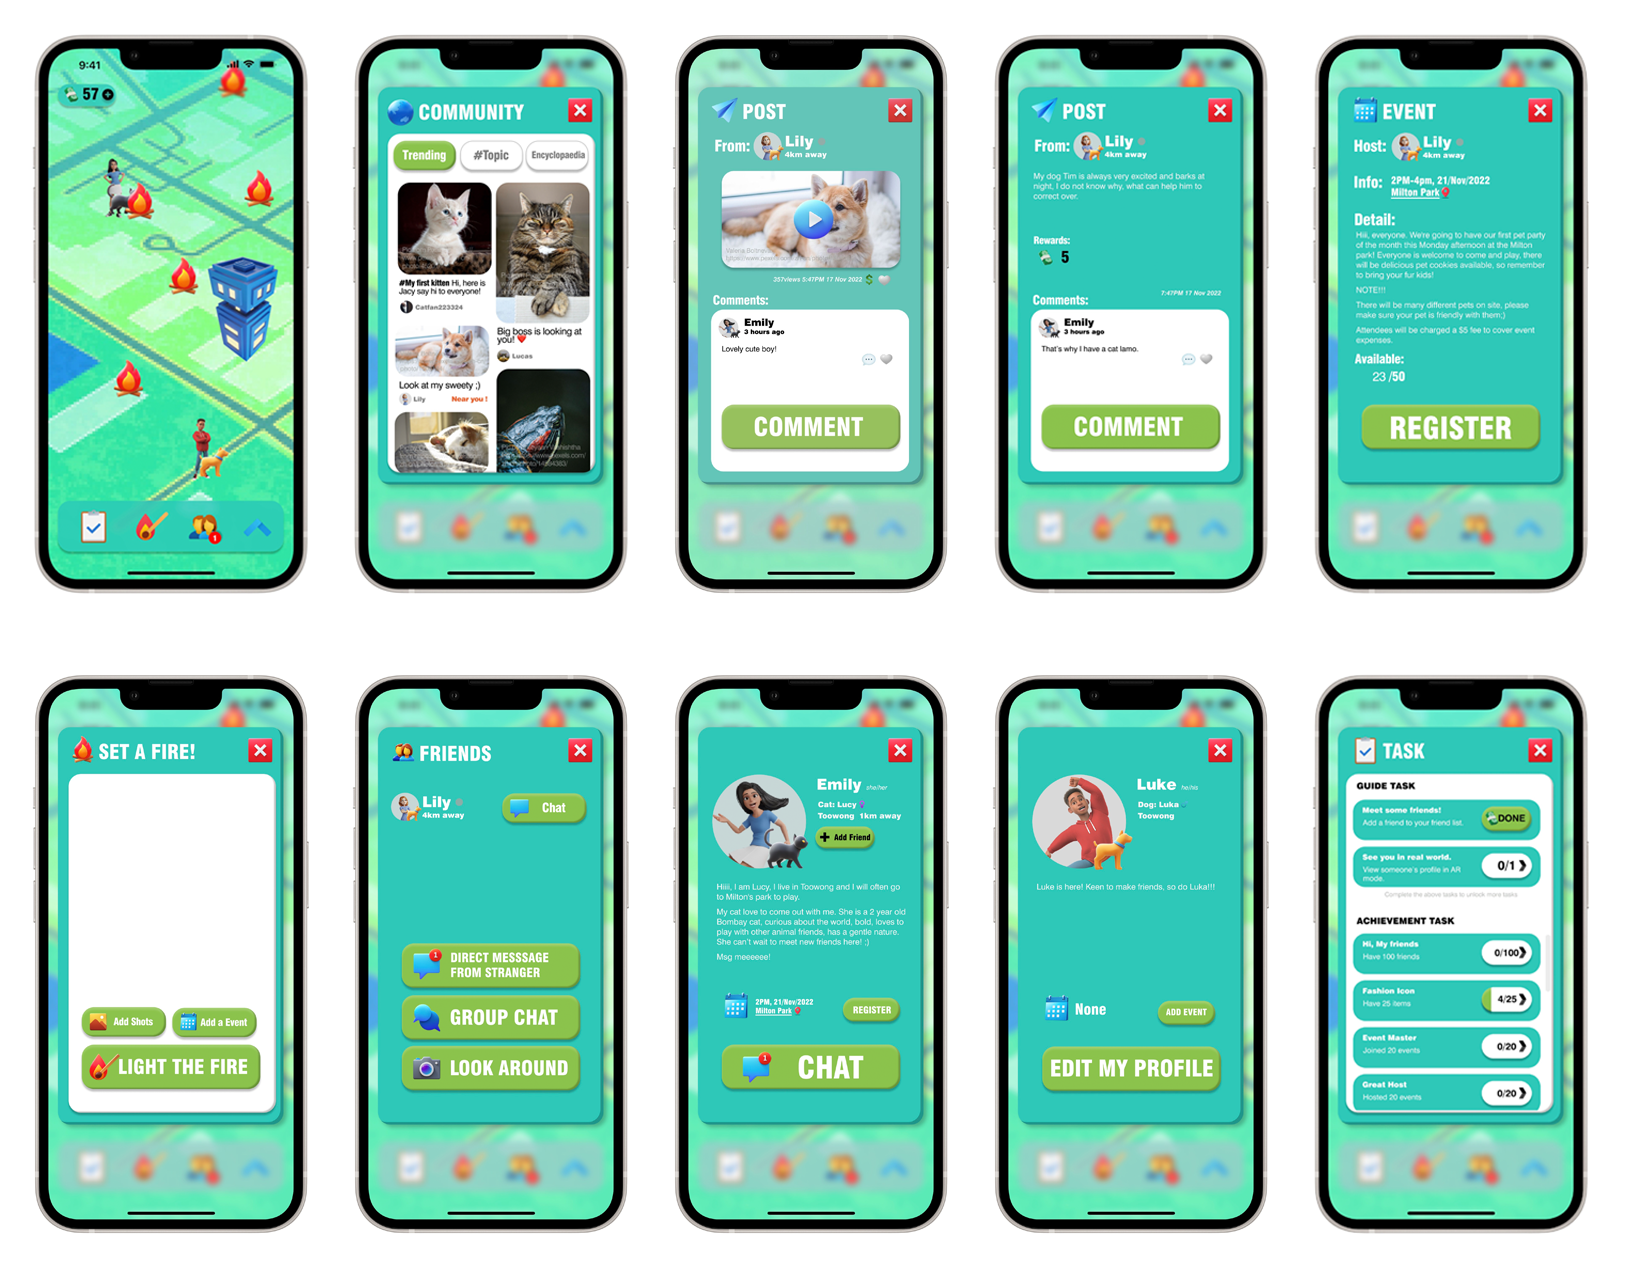 9:41
57
COMMUNITY
Trending
#Topic
Encyclopaedia
#My first kitten Hi, here is
Jacy say hi to everyone!
Catfan223324
Big boss is looking at
you!
Lucas
Look at my sweety ;)
Lily
Near you !
POST
From:
Lily
4km away
357views 5:47PM 17 Nov 2022
Comments:
Emily
3 hours ago
Lovely cute boy!
COMMENT
POST
From:
Lily
4km away
My dog Tim is always very excited and barks at
night, I do not know why, what can help him to
correct over.
Rewards:
5
7:47PM 17 Nov 2022
Comments:
Emily
3 hours ago
That's why I have a cat lamo.
COMMENT
EVENT
Host:
Lily
4km away
Info:
2PM-4pm, 21/Nov/2022
Milton Park
Detail:
Hiii, everyone. We're going to have our first pet party
of the month this Monday afternoon at the Milton
park! Everyone is welcome to come and play, there
will be delicious pet cookies available, so remember
to bring your fur kids!
NOTE!!!
There will be many different pets on site, please
make sure your pet is friendly with them;)
Attendees will be charged a $5 fee to cover event
expenses.
Available:
23 /50
REGISTER
SET A FIRE!
Add Shots
Add a Event
LIGHT THE FIRE
FRIENDS
Lily
4km away
Chat
1
DIRECT MESSSAGE
FROM STRANGER
GROUP CHAT
LOOK AROUND
Emily she/her
Cat: Lucy
Toowong 1km away
Add Friend
Hiii, I am Lucy, I live in Toowong and I will often go
to Milton's park to play.
My cat love to come out with me. She is a 2 year old
Bombay cat, curious about the world, bold, loves to
play with other animal friends, has a gentle nature.
She can't wait to meet new friends here! :)
Msg meeeeee!
2PM, 21/Nov/2022
Milton Park
REGISTER
1
CHAT
Luke he/his
Dog: Luka
Toowong
Luke is here! Keen to make friends, so do Luka!!!
None
ADD EVENT
EDIT MY PROFILE
TASK
GUIDE TASK
Meet some friends!
Add a friend to your friend list.
DONE
See you in real world.
View someone's profile in AR
mode.
0/1
Complete the above tasks to unlock more tasks
ACHIEVEMENT TASK
Hi, My friends
Have 100 friends
0/100
Fashion Icon
Have 25 items
4/25
Event Master
Joined 20 events
0/20
Great Host
Hosted 20 events
0/20